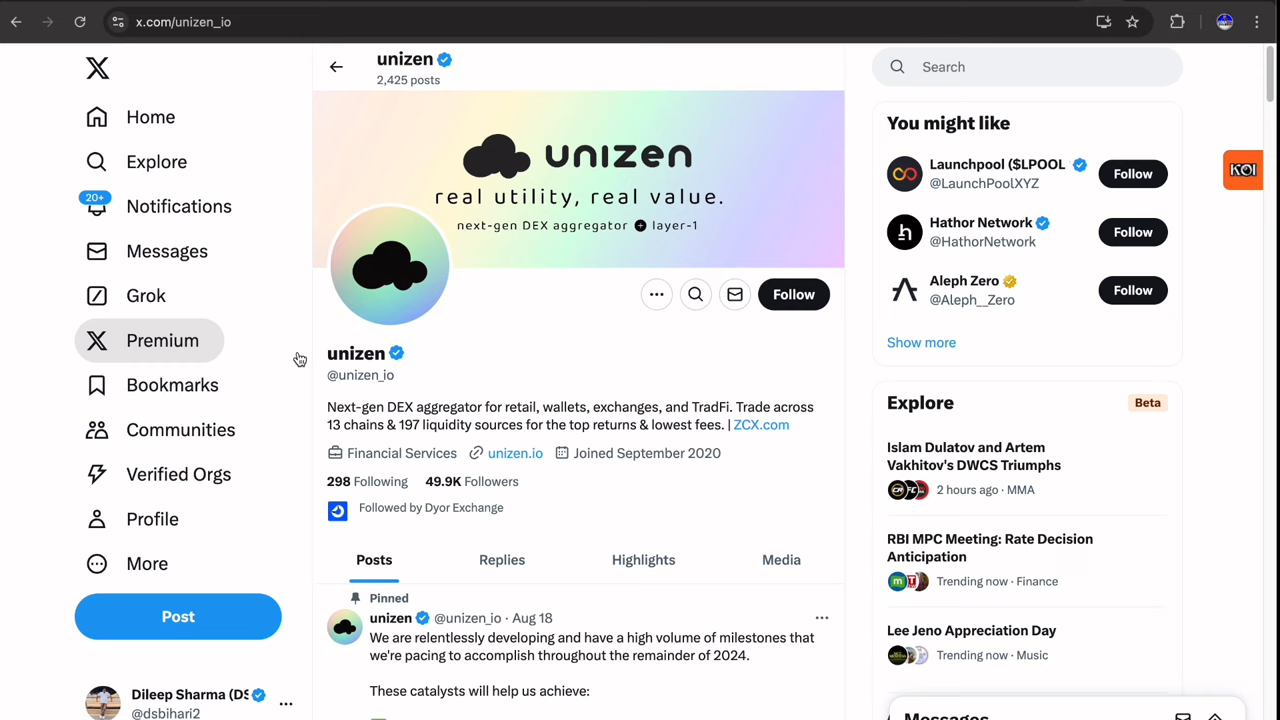 x.com/unizen_io
Home
Explore
20+
Notifications
Messages
Grok
Premium
Bookmarks
Communities
Verified Orgs
Profile
More
Post
Dileep Sharma (DS
@dsbihari2
unizen
2,425 posts
unizen
real utility, real value.
next-gen DEX aggregator + layer-1
Follow
unizen
@unizen_io
Next-gen DEX aggregator for retail, wallets, exchanges, and TradFi. Trade across
13 chains & 197 liquidity sources for the top returns & lowest fees. | ZCX.com
Financial Services unizen.io Joined September 2020
298 Following 49.9K Followers
Followed by Dyor Exchange
Posts Replies Highlights Media
Pinned
unizen @unizen_io · Aug 18
We are relentlessly developing and have a high volume of milestones that
we're pacing to accomplish throughout the remainder of 2024.
These catalysts will help us achieve:
Search
You might like
Launchpool ($LPOOL
@LaunchPoolXYZ
Follow
Hathor Network
@HathorNetwork
Follow
Aleph Zero
@Aleph__Zero
Follow
Show more
Explore
Beta
Islam Dulatov and Artem
Vakhitov's DWCS Triumphs
2 hours ago · MMA
RBI MPC Meeting: Rate Decision
Anticipation
Trending now · Finance
Lee Jeno Appreciation Day
Trending now · Music
Messages
KOI